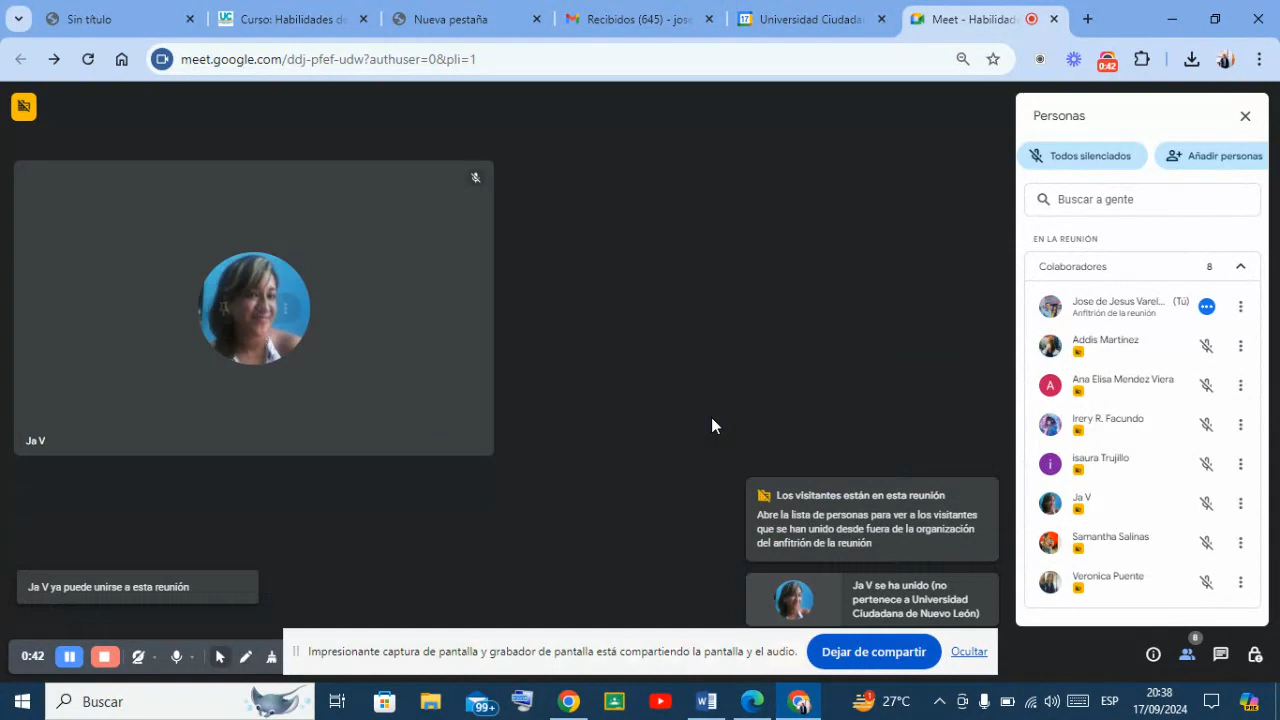 Sin título
Curso: Habilidades de
Nueva pestaña
Recibidos (645) - jose
Universidad Ciudada
Meet - Habilidad
meet.google.com/ddj-pfef-udw?authuser=0&pli=1
0:42
Personas
Todos silenciados
Añadir personas
Buscar a gente
EN LA REUNIÓN
Colaboradores
8
Jose de Jesus Varel... (Tú)
Anfitrión de la reunión
Addis Martinez
Ana Elisa Mendez Viera
Irery R. Facundo
isaura Trujillo
Ja V
Samantha Salinas
Veronica Puente
Ja V
Los visitantes están en esta reunión
Abre la lista de personas para ver a los visitantes
que se han unido desde fuera de la organización
del anfitrión de la reunión
Ja V ya puede unirse a esta reunión
Ja V se ha unido (no
pertenece a Universidad
Ciudadana de Nuevo León)
0:42
Impresionante captura de pantalla y grabador de pantalla está compartiendo la pantalla y el audio.
Dejar de compartir
Ocultar
8
Buscar
99+
27°C
ESP
20:38
17/09/2024